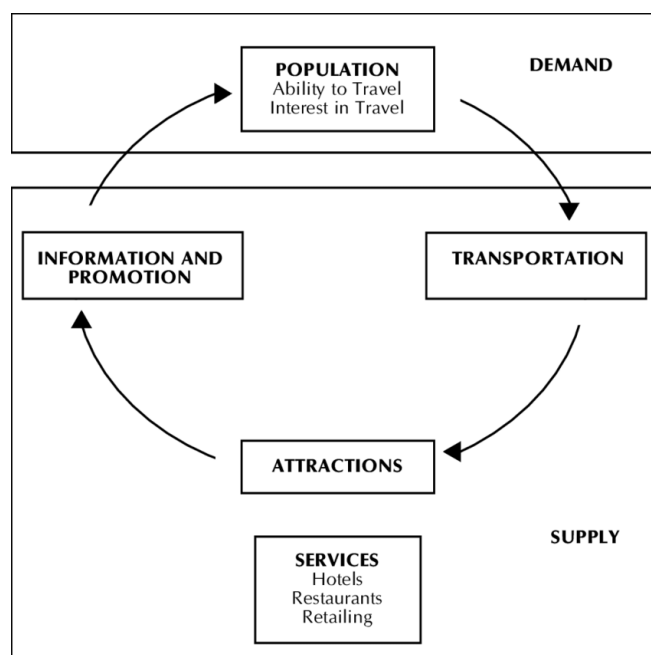 POPULATION
Ability to Travel
Interest in Travel
DEMAND
INFORMATION AND
PROMOTION
TRANSPORTATION
ATTRACTIONS
SERVICES
Hotels
Restaurants
Retailing
SUPPLY